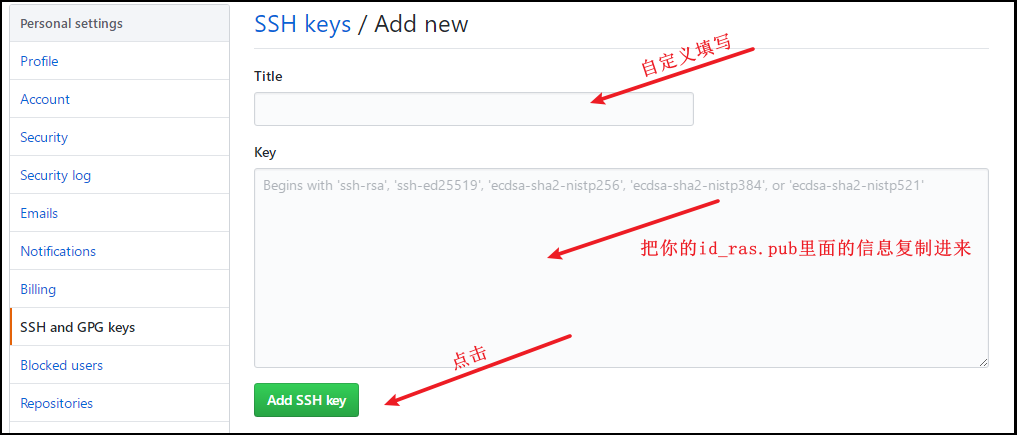 Personal settings
Profile
Account
Security
Security log
Emails
Notifications
Billing
SSH and GPG keys
Blocked users
Repositories
SSH keys / Add new
自定义填写
Title
Key
Begins with 'ssh-rsa', 'ssh-ed25519', 'ecdsa-sha2-nistp256', 'ecdsa-sha2-nistp384', or 'ecdsa-sha2-nistp521'
把你的id_ras.pub里面的信息复制进来
点击
Add SSH key